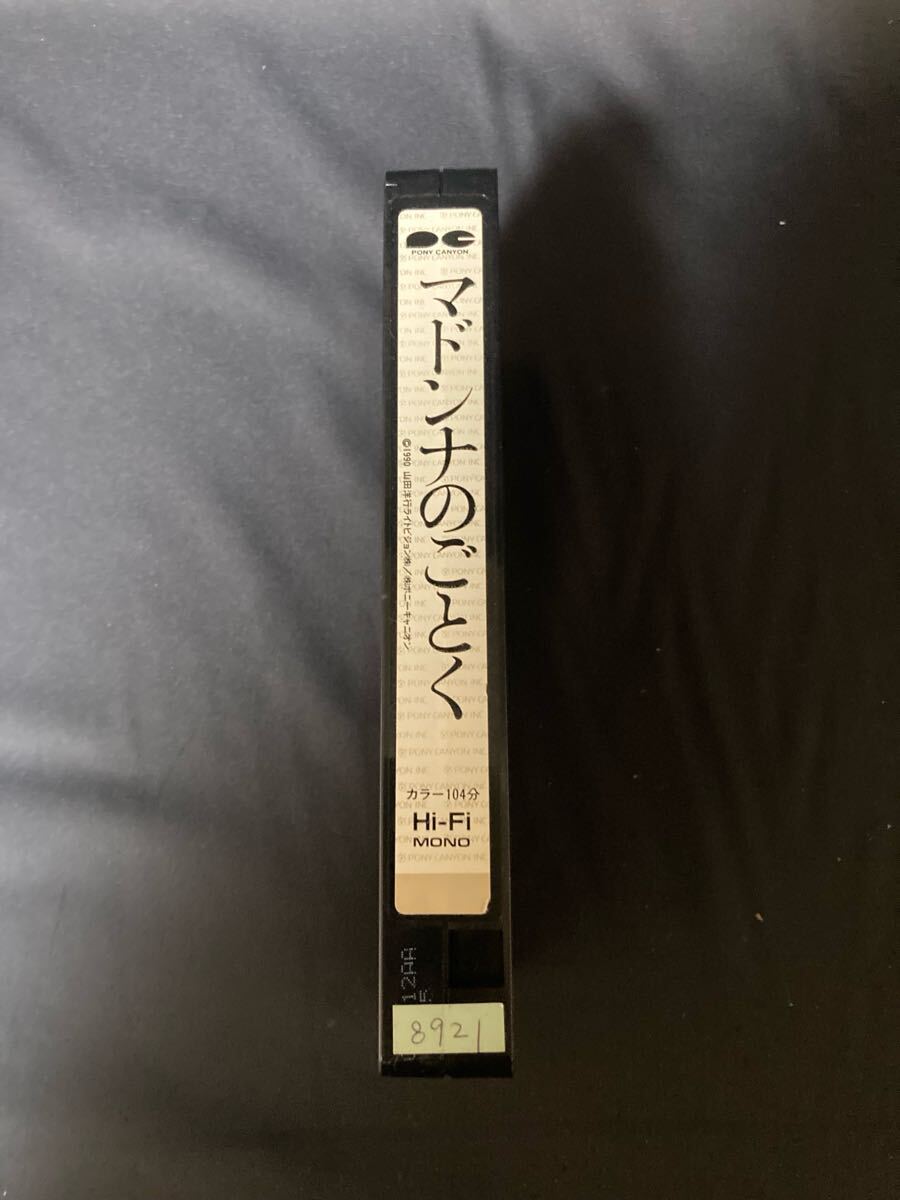 PONY CANYON
マドンナのごとく
©1990 山田洋行ライトビジョン㈱/㈱ポニーキャニオン
カラー104分
Hi-Fi
MONO
12AA
8921